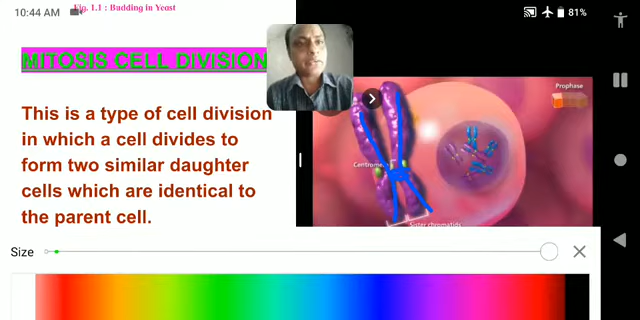 Fig. 1.1 : Budding in Yeast
10:44 AM
81%
MITOSIS CELL DIVISION
This is a type of cell division
in which a cell divides to
form two similar daughter
cells which are identical to
the parent cell.
Prophase
Centromere
Sister chromatids
Size